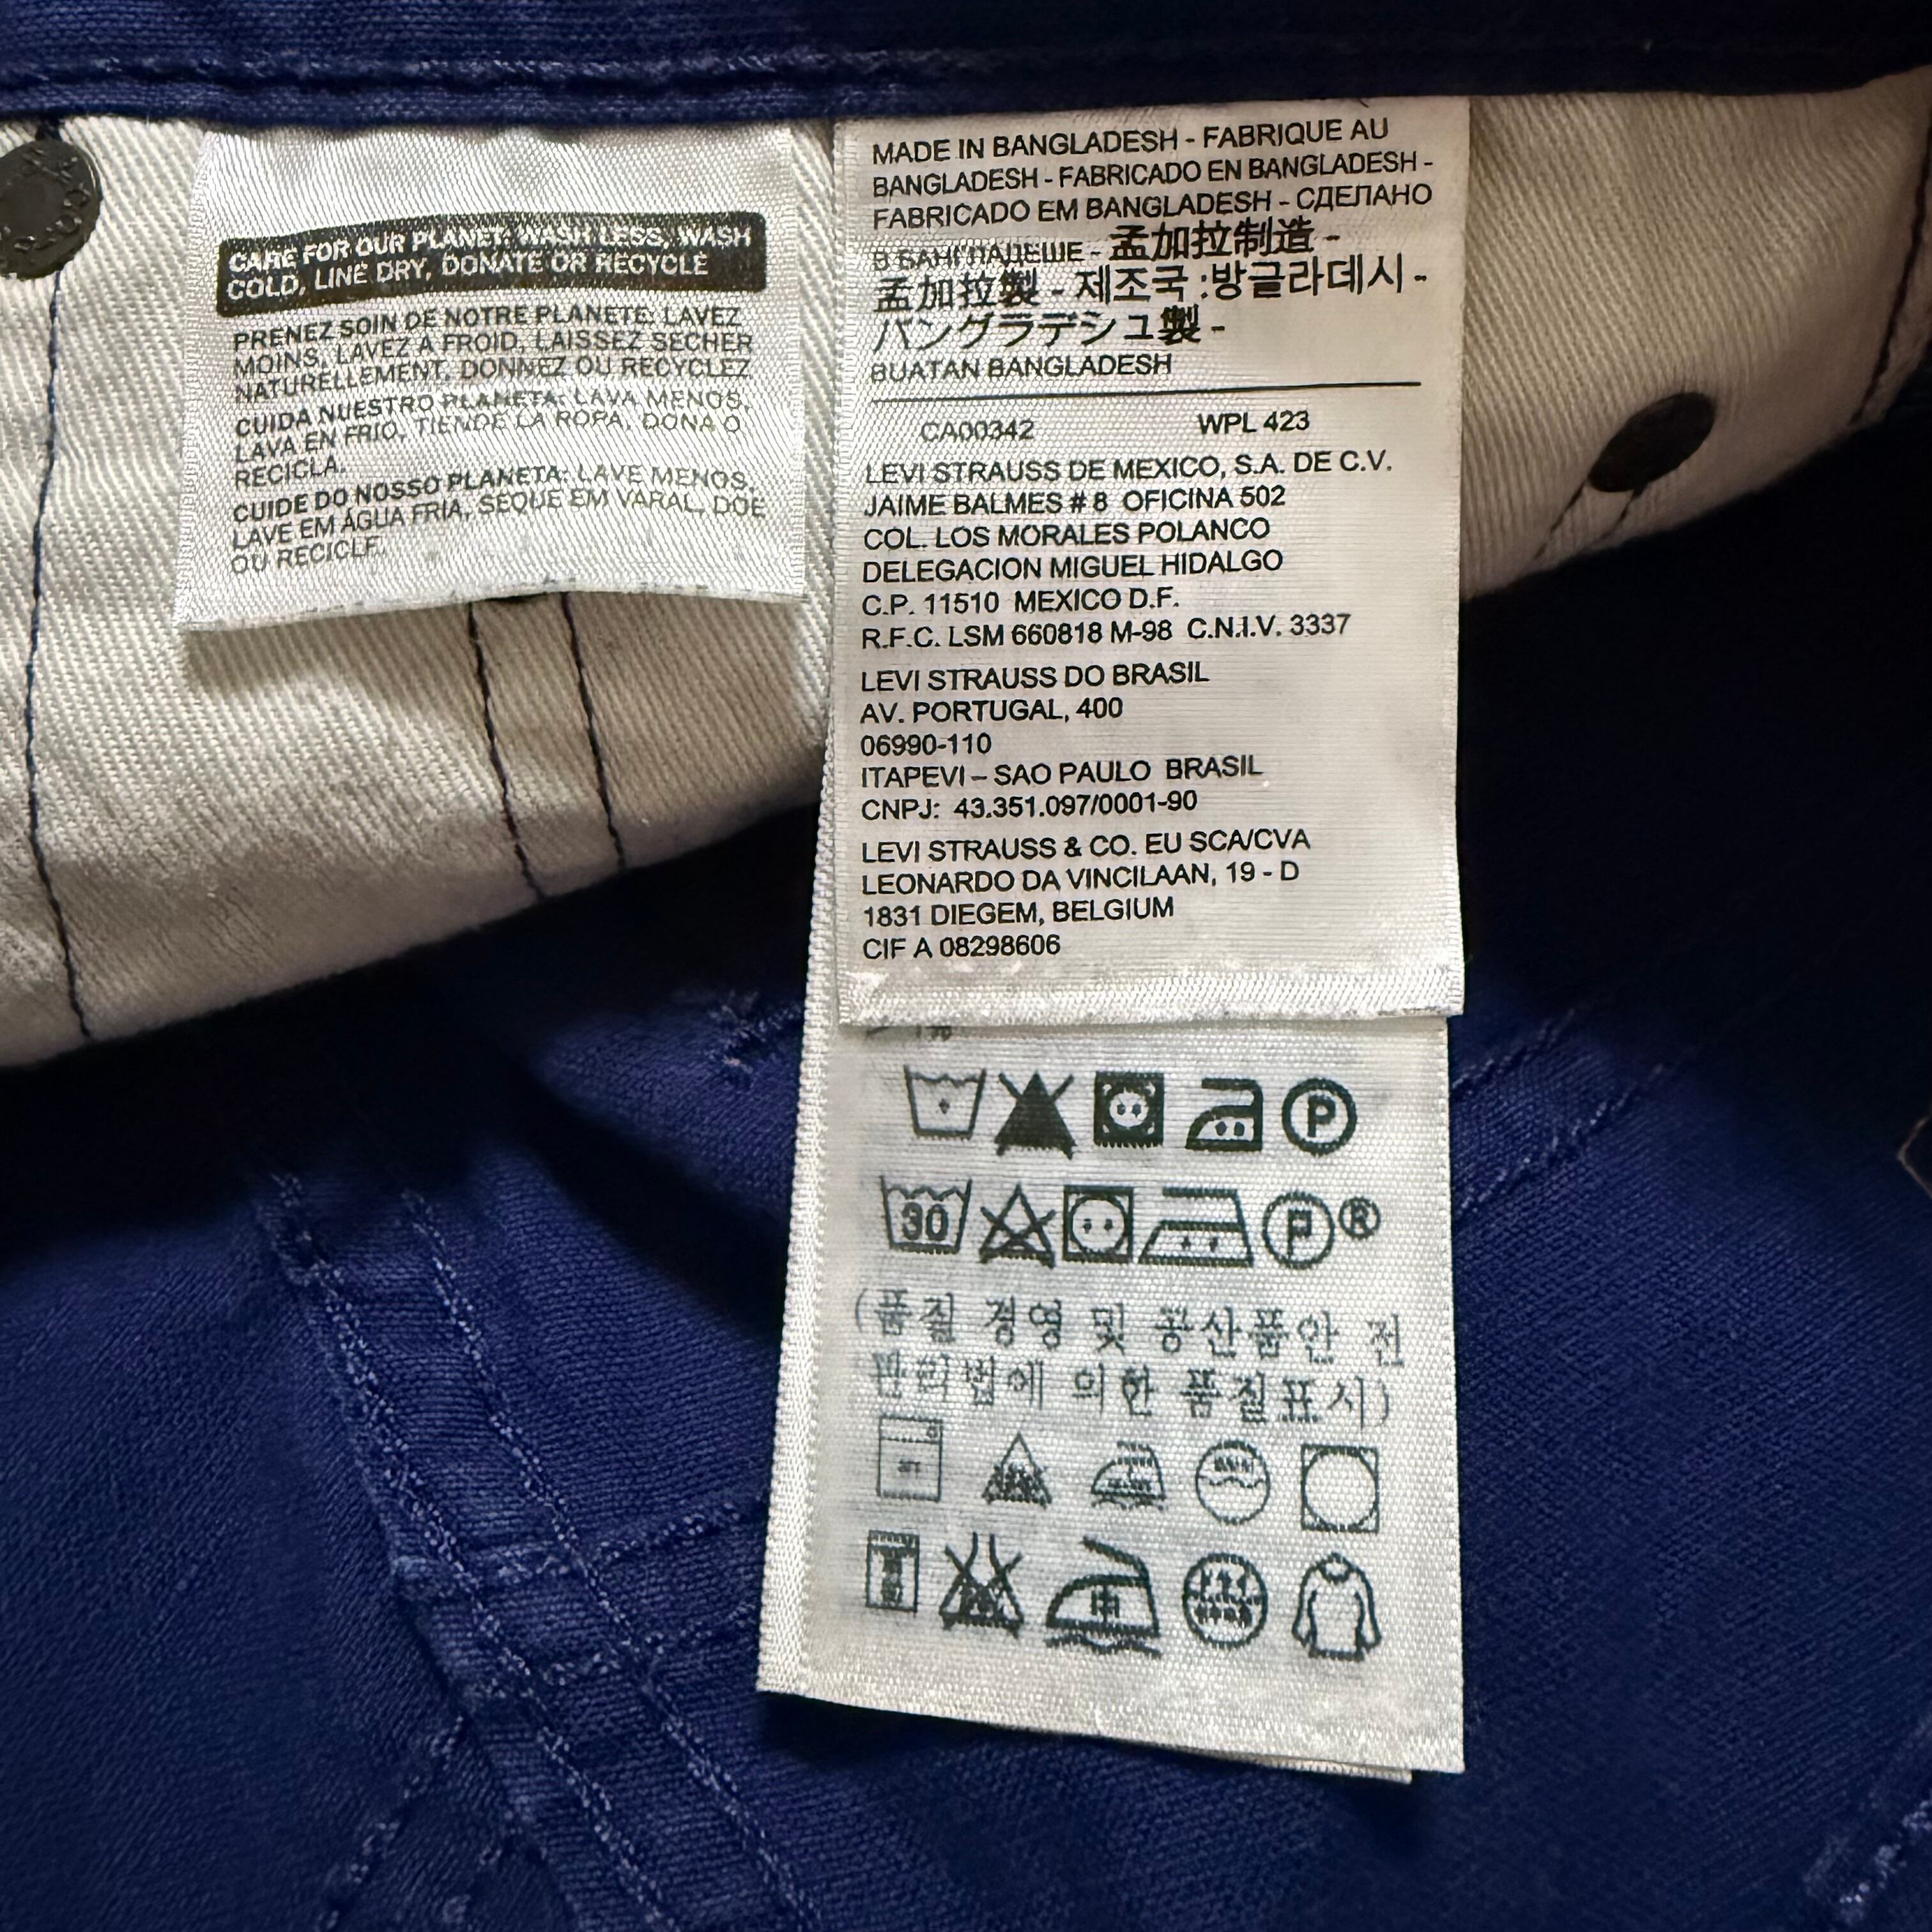 CARE FOR OUR PLANET: WASH LESS, WASH
COLD, LINE DRY, DONATE OR RECYCLE
PRENEZ SOIN DE NOTRE PLANETE: LAVEZ
MOINS, LAVEZ A FROID, LAISSEZ SECHER
NATURELLEMENT, DONNEZ OU RECYCLEZ
CUIDA NUESTRO PLANETA: LAVA MENOS,
LAVA EN FRIO, TIENDE LA ROPA, DONA O
RECICLA.
CUIDE DO NOSSO PLANETA: LAVE MENOS,
LAVE EM ÁGUA FRIA, SEQUE EM VARAL, DOE
OU RECICLE.
MADE IN BANGLADESH - FABRIQUE AU
BANGLADESH - FABRICADO EN BANGLADESH -
FABRICADO EM BANGLADESH - СДЕЛАНО
В БАНГЛАДЕШЕ - 孟加拉制造 -
孟加拉製 - 제조국 :방글라데시 -
バングラデシュ製 -
BUATAN BANGLADESH
CA00342 WPL 423
LEVI STRAUSS DE MEXICO, S.A. DE C.V.
JAIME BALMES # 8 OFICINA 502
COL. LOS MORALES POLANCO
DELEGACION MIGUEL HIDALGO
C.P. 11510 MEXICO D.F.
R.F.C. LSM 660818 M-98 C.N.I.V. 3337
LEVI STRAUSS DO BRASIL
AV. PORTUGAL, 400
06990-110
ITAPEVI – SAO PAULO BRASIL
CNPJ: 43.351.097/0001-90
LEVI STRAUSS & CO. EU SCA/CVA
LEONARDO DA VINCILAAN, 19 - D
1831 DIEGEM, BELGIUM
CIF A 08298606
P
30 P ®
(품질 경영 및 공산품안 전
관리법에 의한 품질표시)
中